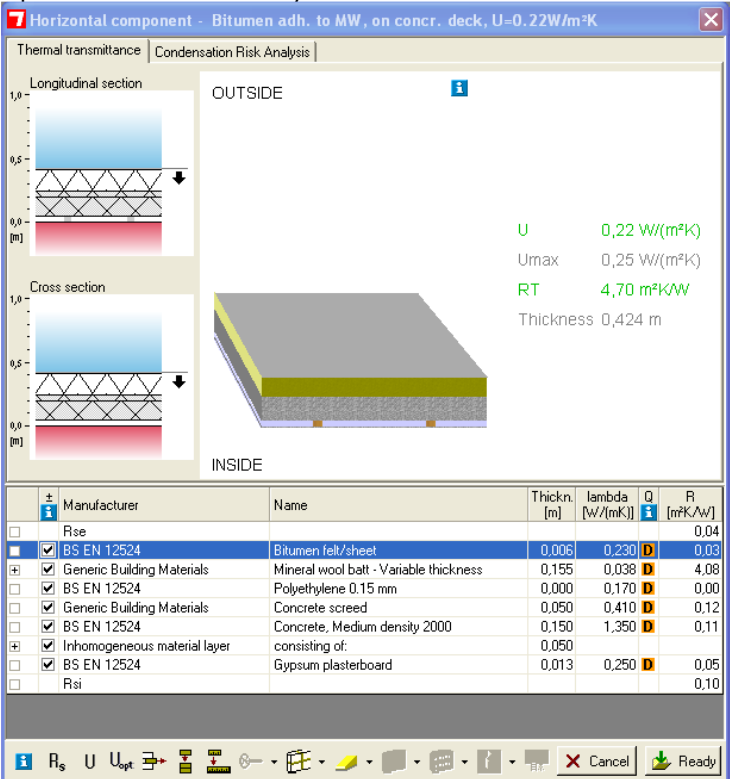 Horizontal component - Bitumen adh. to MW, on concr. deck, U=0.22W/m²K
Thermal transmittance Condensation Risk Analysis
Longitudinal section
1,0
0,5
0,0
[m]
OUTSIDE
U 0,22 W/(m²K)
Umax 0,25 W/(m²K)
RT 4,70 m²K/W
Thickness 0,424 m
Cross section
1,0
0,5
0,0
[m]
INSIDE
± Manufacturer Name Thickn. [m] lambda [W/(mK)] Q R [m²K/W]
Rse 0,04
BS EN 12524 Bitumen felt/sheet 0,006 0,230 D 0,03
Generic Building Materials Mineral wool batt - Variable thickness 0,155 0,038 D 4,08
BS EN 12524 Polyethylene 0.15 mm 0,000 0,170 D 0,00
Generic Building Materials Concrete screed 0,050 0,410 D 0,12
BS EN 12524 Concrete, Medium density 2000 0,150 1,350 D 0,11
Inhomogeneous material layer consisting of: 0,050
BS EN 12524 Gypsum plasterboard 0,013 0,250 D 0,05
Rsi 0,10
Rs U Uopt Cancel Ready